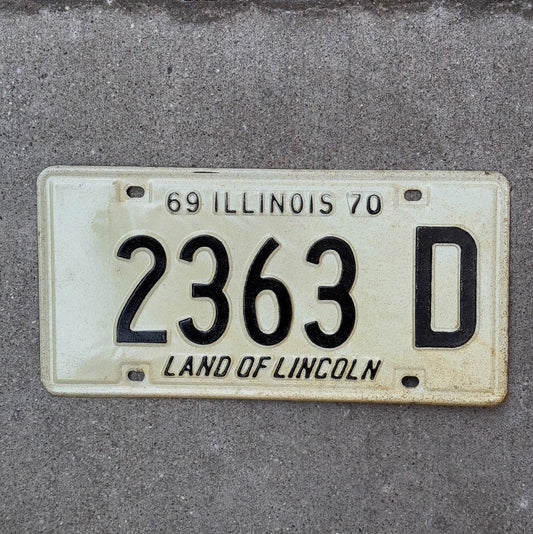 69 ILLINOIS 70
2363 D
LAND OF LINCOLN